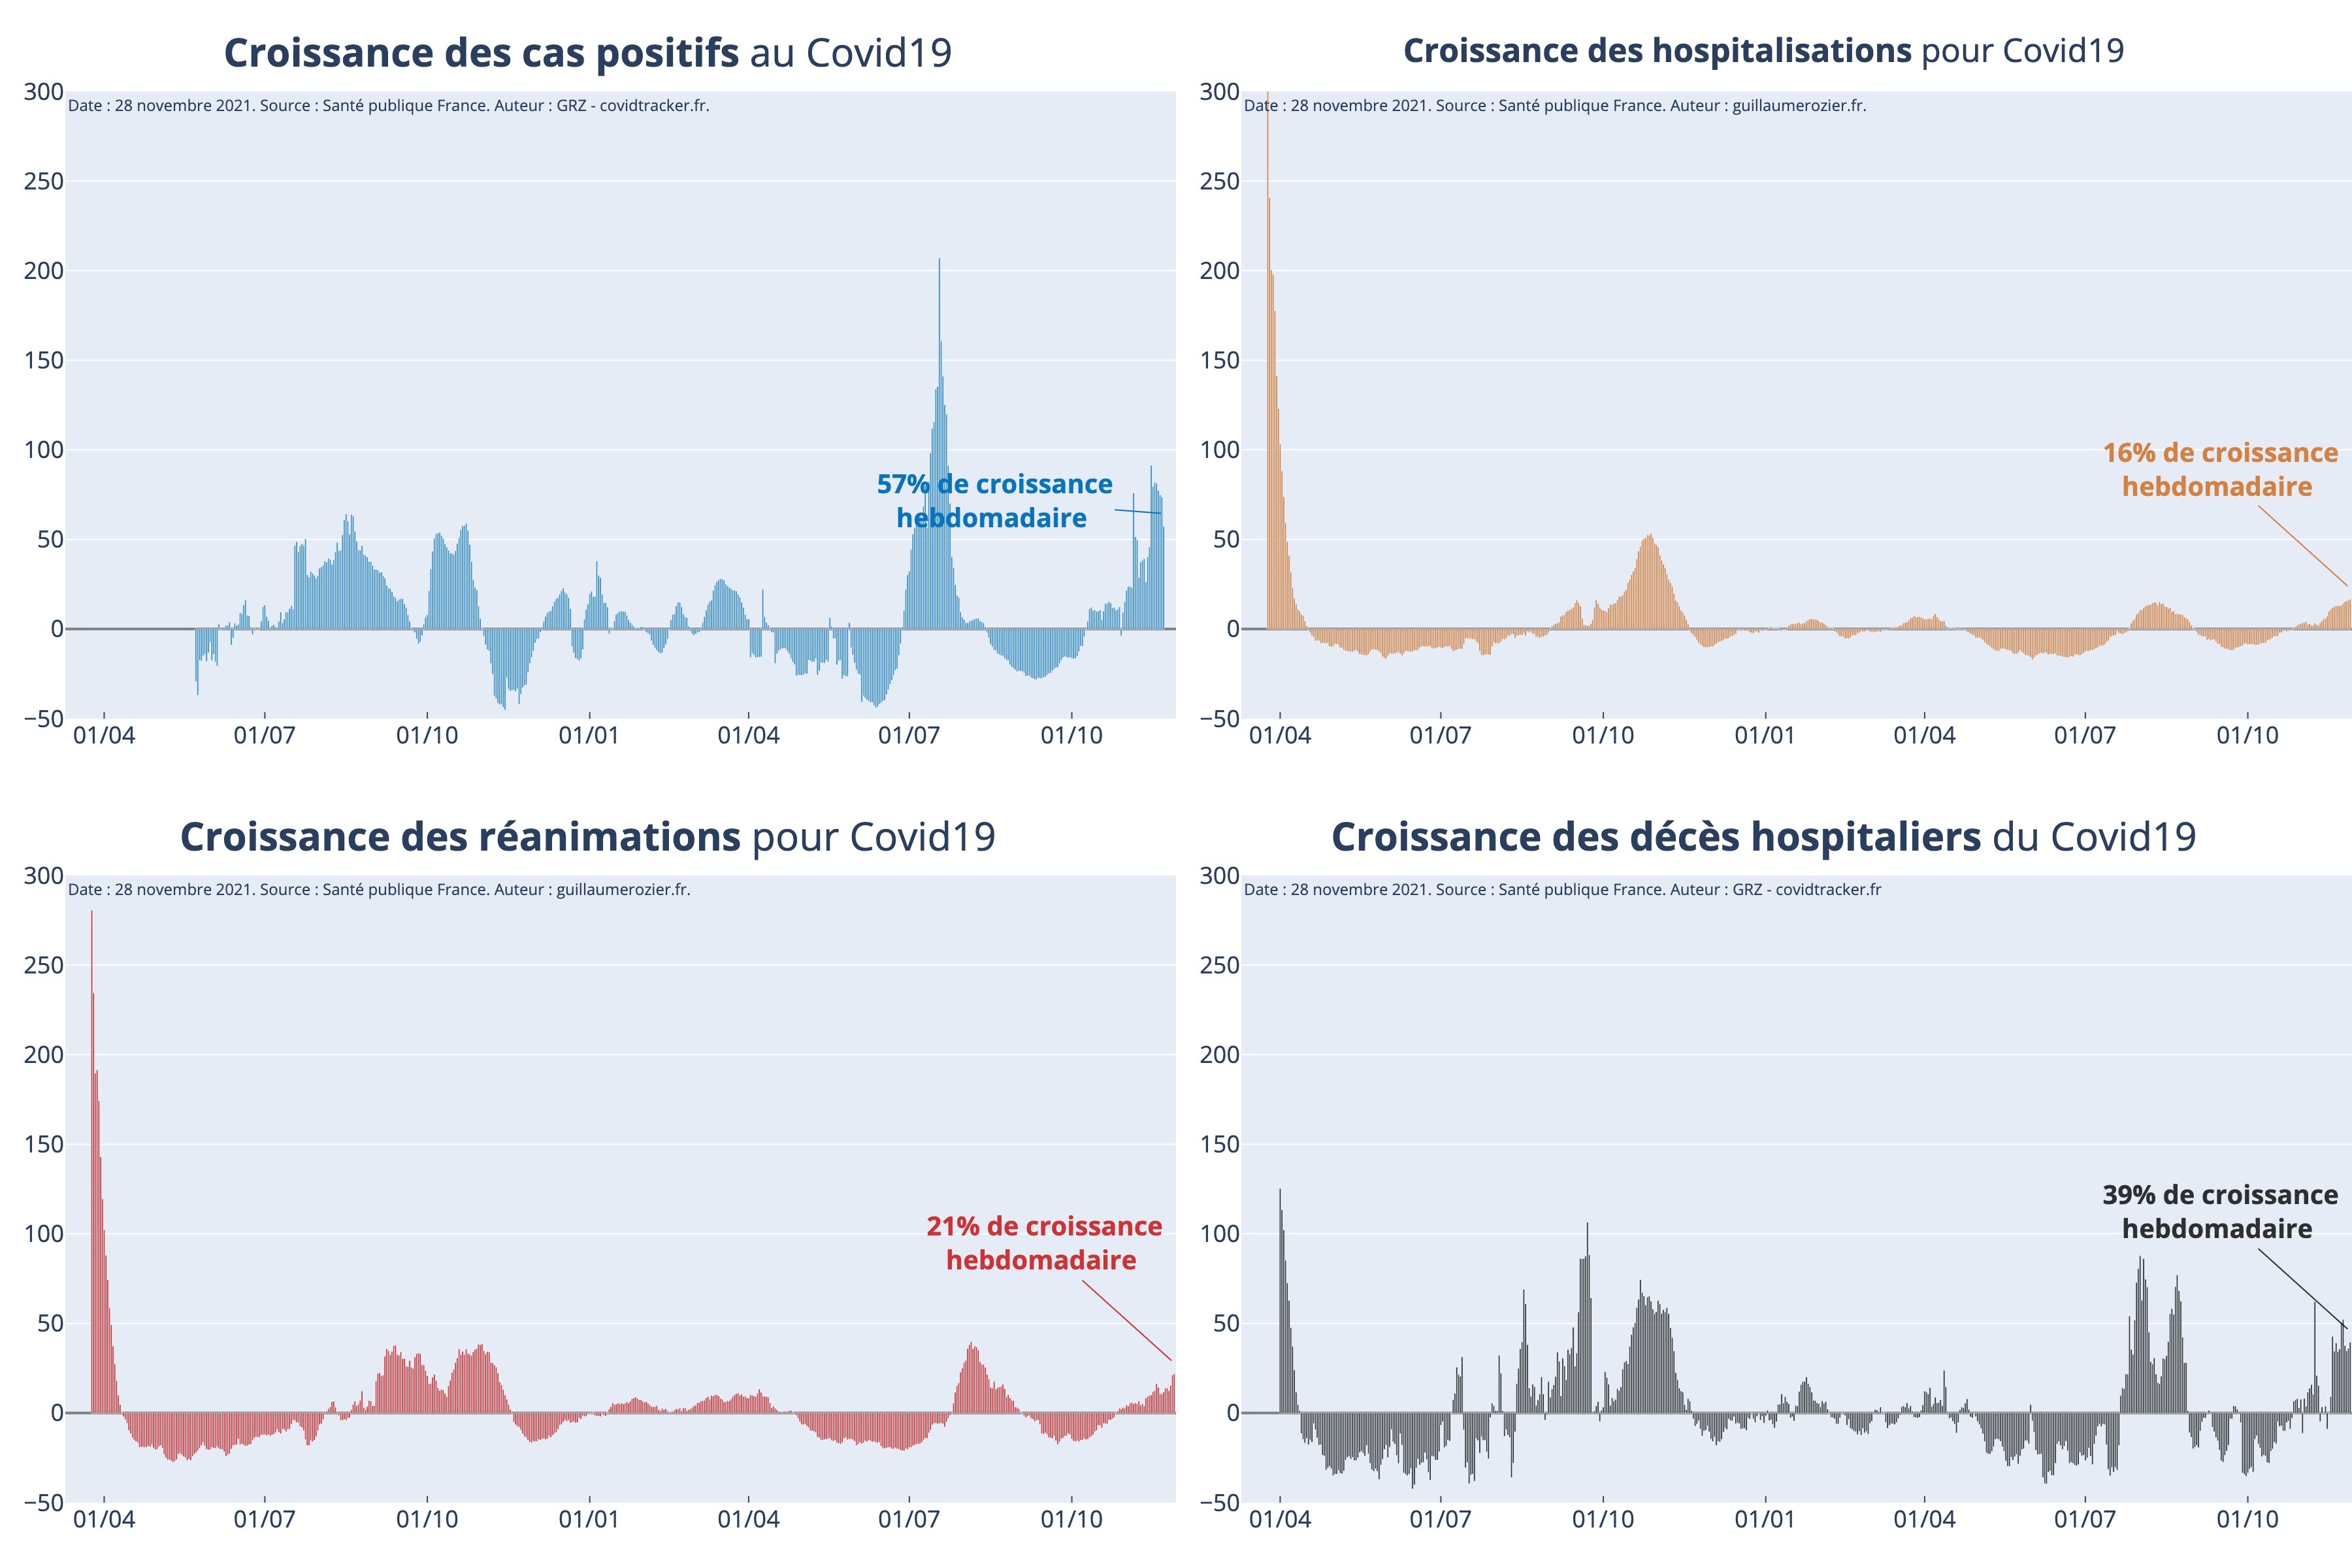 Croissance des cas positifs au Covid19
Date : 28 novembre 2021. Source : Santé publique France. Auteur : GRZ - covidtracker.fr.
300
250
200
150
100
50
0
−50
57% de croissance
hebdomadaire
01/04 01/07 01/10 01/01 01/04 01/07 01/10
Croissance des hospitalisations pour Covid19
Date : 28 novembre 2021. Source : Santé publique France. Auteur : guillaumerozier.fr.
300
250
200
150
100
50
0
−50
16% de croissance
hebdomadaire
01/04 01/07 01/10 01/01 01/04 01/07 01/10
Croissance des réanimations pour Covid19
Date : 28 novembre 2021. Source : Santé publique France. Auteur : guillaumerozier.fr.
300
250
200
150
100
50
0
−50
21% de croissance
hebdomadaire
01/04 01/07 01/10 01/01 01/04 01/07 01/10
Croissance des décès hospitaliers du Covid19
Date : 28 novembre 2021. Source : Santé publique France. Auteur : GRZ - covidtracker.fr
300
250
200
150
100
50
0
−50
39% de croissance
hebdomadaire
01/04 01/07 01/10 01/01 01/04 01/07 01/10